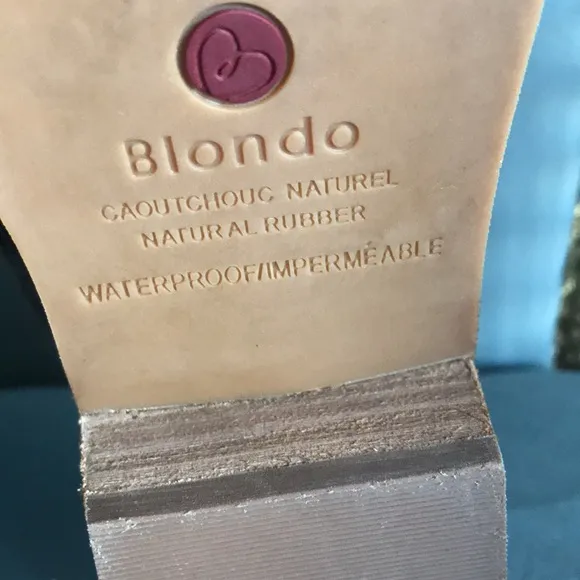 Blondo
CAOUTCHOUC NATUREL
NATURAL RUBBER
WATERPROOF/IMPERMÉABLE